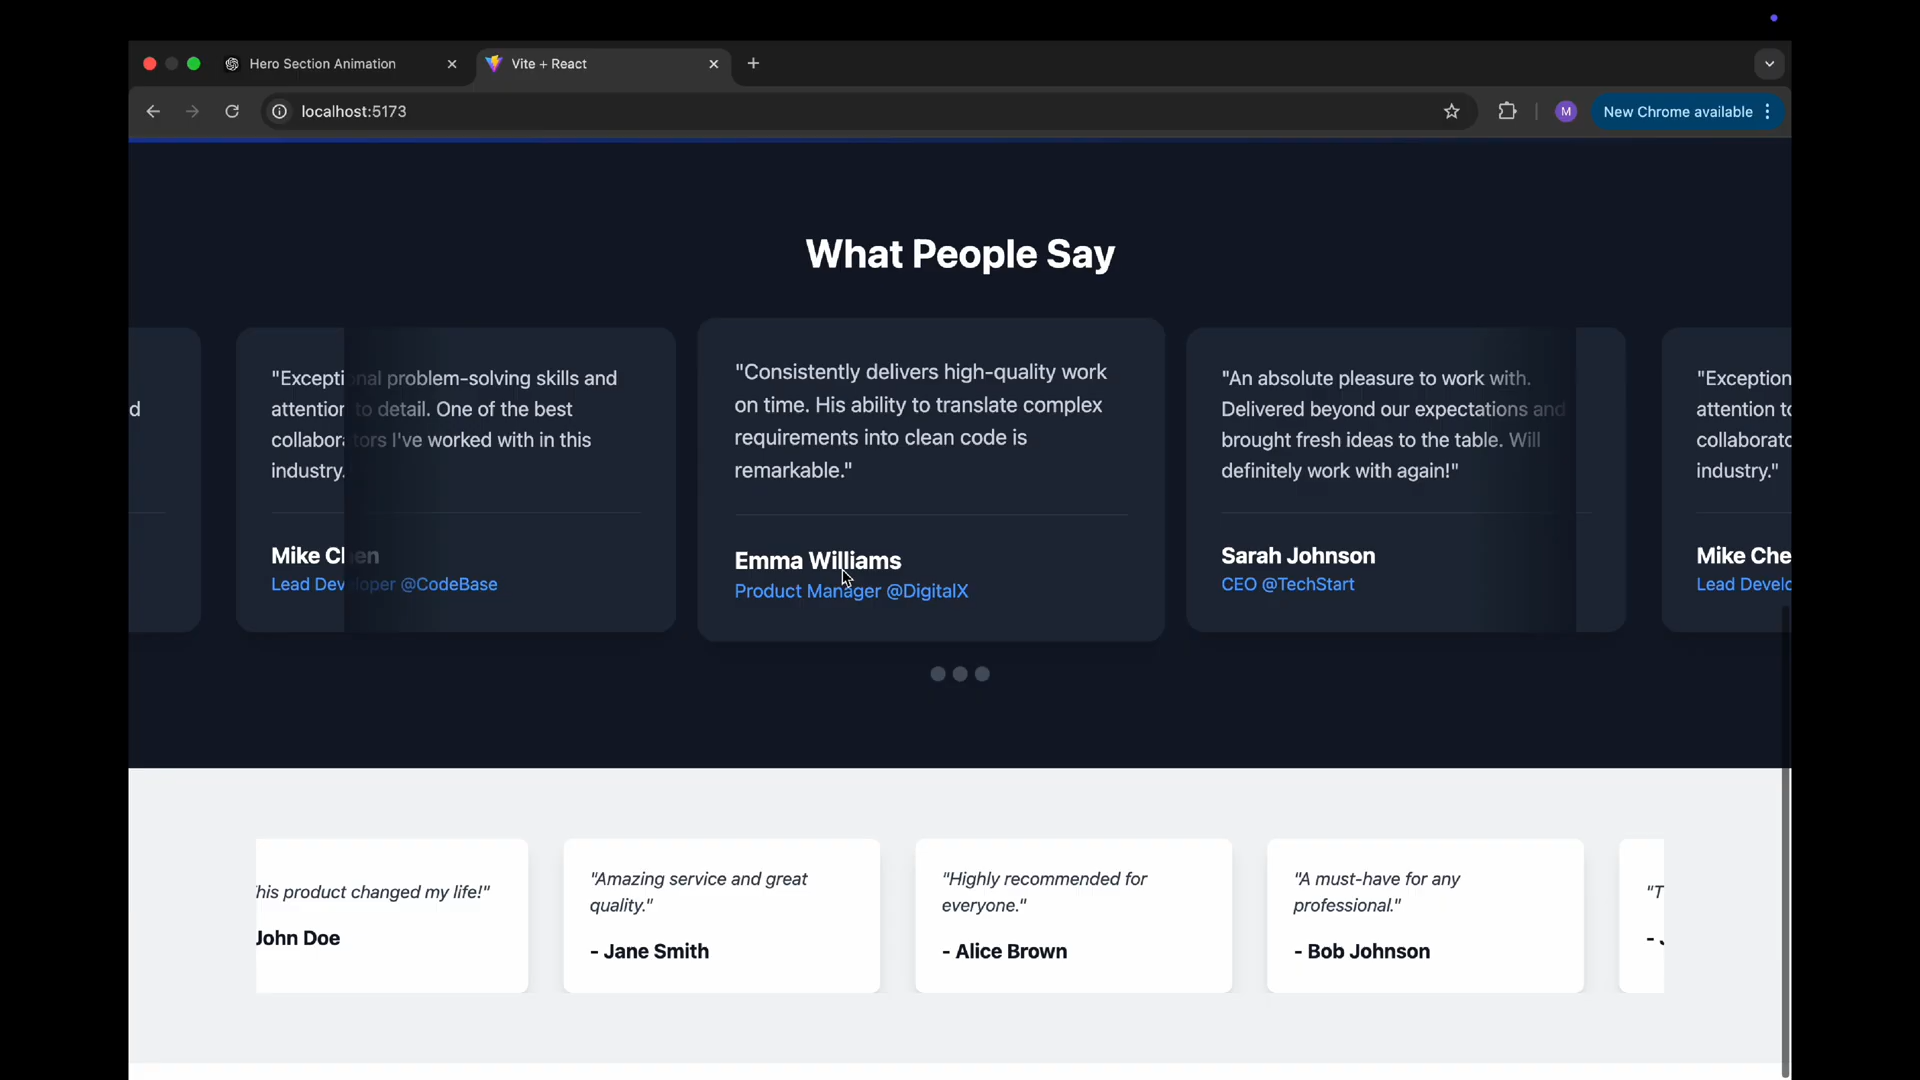 Hero Section Animation
Vite + React
localhost:5173
M
New Chrome available
What People Say
d
"Exceptional problem-solving skills and
attention to detail. One of the best
collaborators I've worked with in this
industry.
Mike Chen
Lead Developer @CodeBase
"Consistently delivers high-quality work
on time. His ability to translate complex
requirements into clean code is
remarkable."
Emma Williams
Product Manager @DigitalX
"An absolute pleasure to work with.
Delivered beyond our expectations and
brought fresh ideas to the table. Will
definitely work with again!"
Sarah Johnson
CEO @TechStart
"Exception
attention to
collaborato
industry."
Mike Che
Lead Develo
his product changed my life!"
John Doe
"Amazing service and great
quality."
- Jane Smith
"Highly recommended for
everyone."
- Alice Brown
"A must-have for any
professional."
- Bob Johnson
"T
-